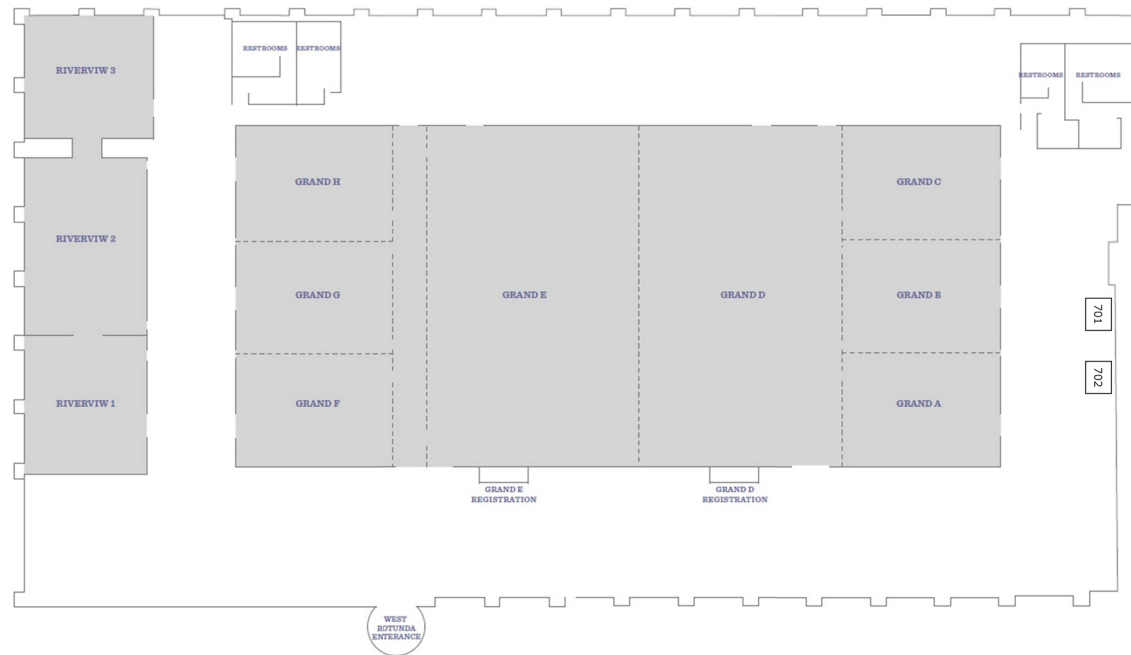 RESTROOMS
RESTROOMS
RIVERVIW 3
RESTROOMS
RESTROOMS
GRAND H
GRAND C
RIVERVIW 2
GRAND G
GRAND E
GRAND D
GRAND B
701
702
RIVERVIW 1
GRAND F
GRAND A
GRAND E
REGISTRATION
GRAND D
REGISTRATION
WEST
ROTUNDA
ENTERANCE